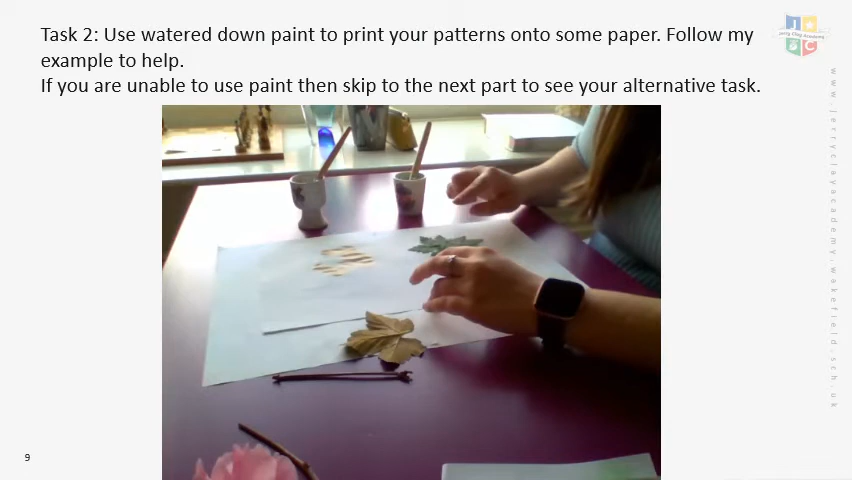 Task 2: Use watered down paint to print your patterns onto some paper. Follow my
example to help.
If you are unable to use paint then skip to the next part to see your alternative task.
Jerry Clay Academy
www.jerryclayacademy.wakefield.sch.uk
9